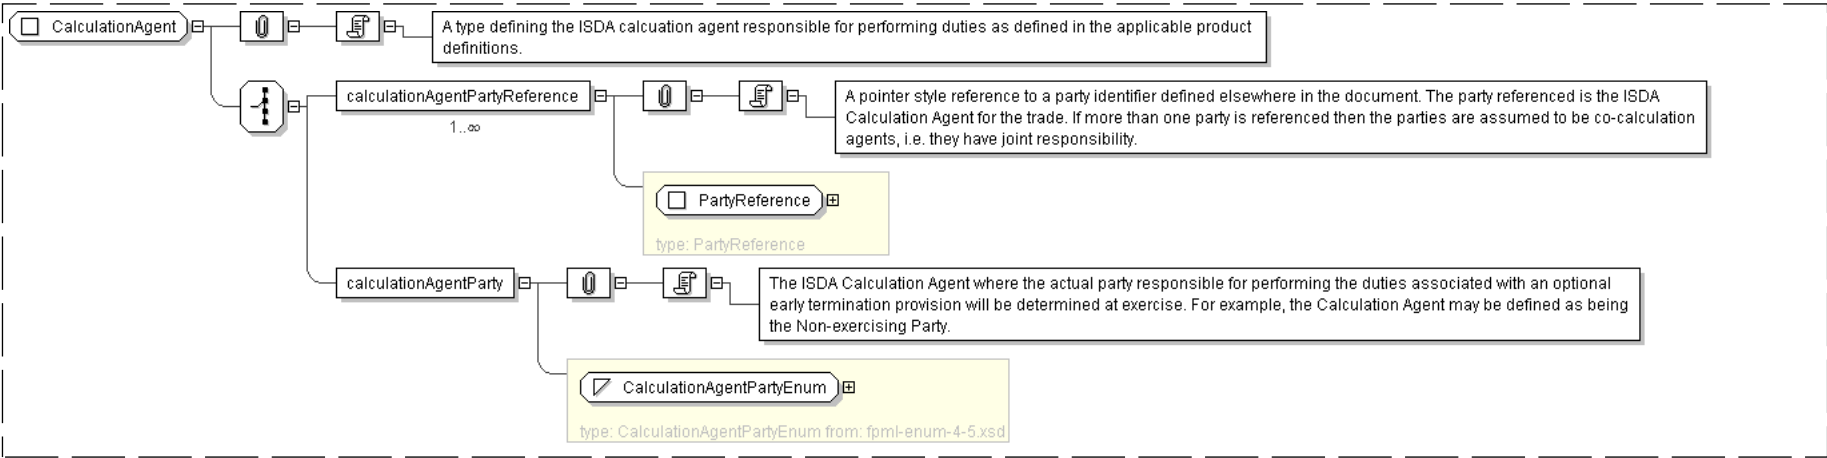 CalculationAgent
A type defining the ISDA calcuation agent responsible for performing duties as defined in the applicable product
definitions.
calculationAgentPartyReference
1..∞
A pointer style reference to a party identifier defined elsewhere in the document. The party referenced is the ISDA
Calculation Agent for the trade. If more than one party is referenced then the parties are assumed to be co-calculation
agents, i.e. they have joint responsibility.
PartyReference
type: PartyReference
calculationAgentParty
The ISDA Calculation Agent where the actual party responsible for performing the duties associated with an optional
early termination provision will be determined at exercise. For example, the Calculation Agent may be defined as being
the Non-exercising Party.
CalculationAgentPartyEnum
type: CalculationAgentPartyEnum from: fpml-enum-4-5.xsd